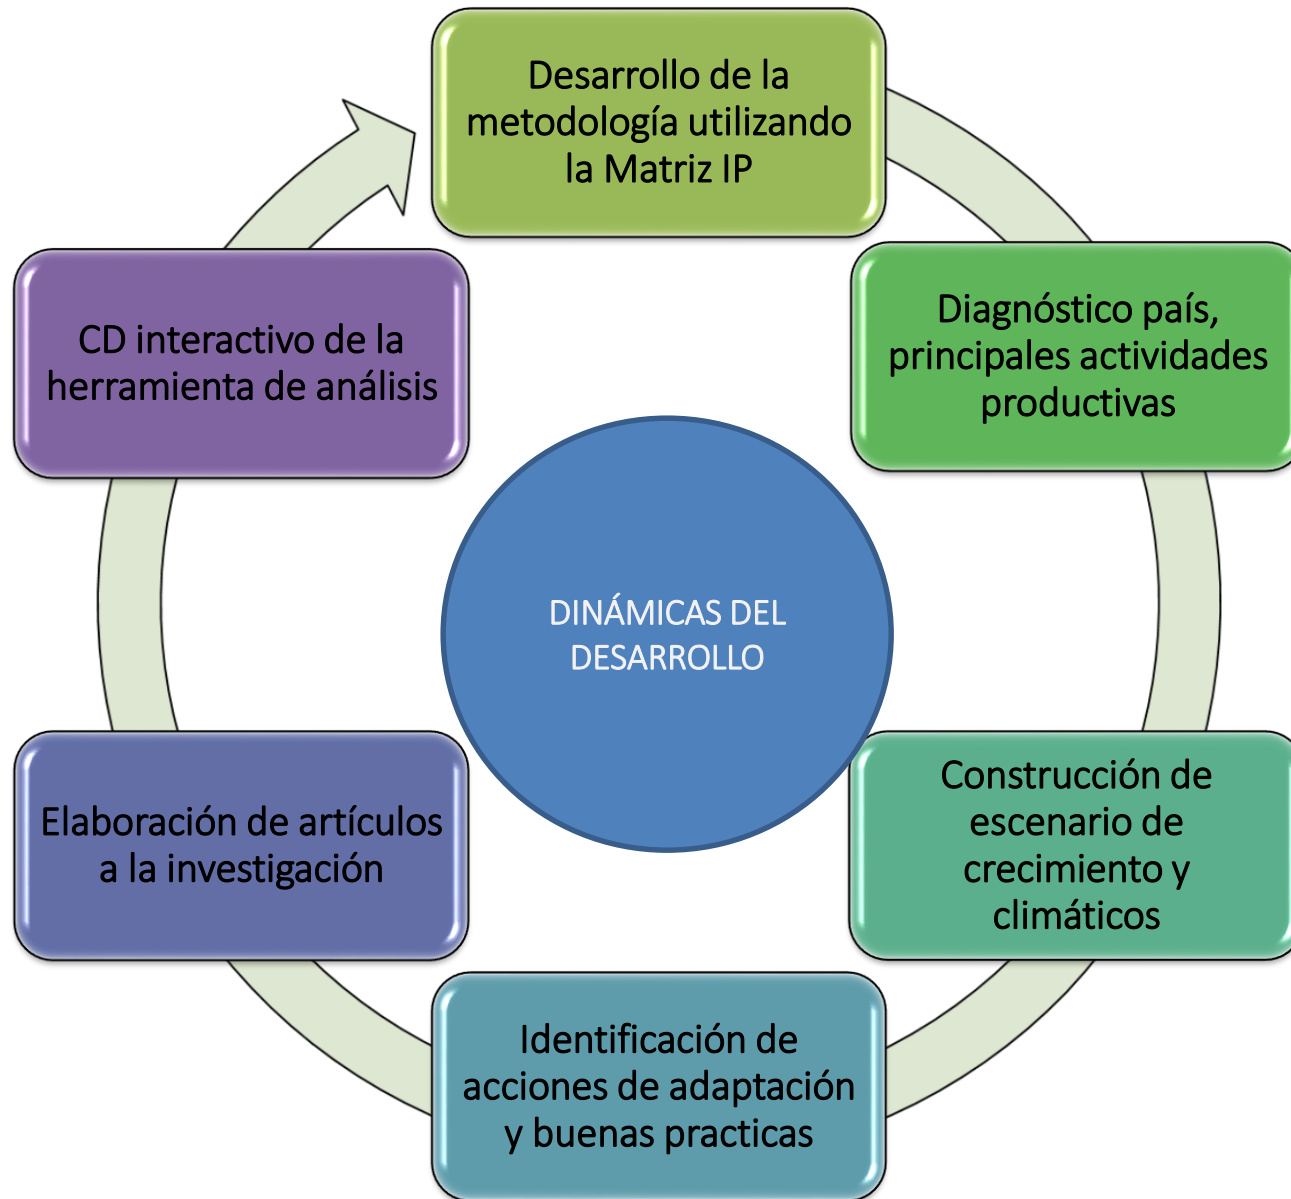 Desarrollo de la
metodología utilizando
la Matriz IP
Diagnóstico país,
principales actividades
productivas
Construcción de
escenario de
crecimiento y
climáticos
Identificación de
acciones de adaptación
y buenas practicas
Elaboración de artículos
a la investigación
CD interactivo de la
herramienta de análisis
DINÁMICAS DEL
DESARROLLO